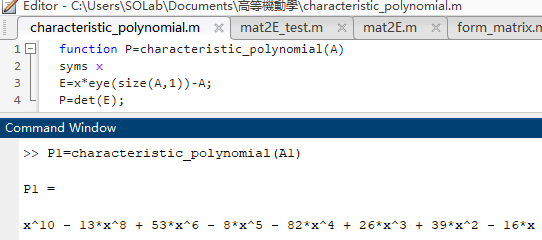 Editor - C:\Users\SOLab\Documents\高等機動學\characteristic_polynomial.m
characteristic_polynomial.m × mat2E_test.m × mat2E.m × form_matrix.m
1 function P=characteristic_polynomial(A)
2 syms x
3 E=x*eye(size(A,1))-A;
4 P=det(E);
Command Window
>> P1=characteristic_polynomial(A1)
P1 =
x^10 - 13*x^8 + 53*x^6 - 8*x^5 - 82*x^4 + 26*x^3 + 39*x^2 - 16*x